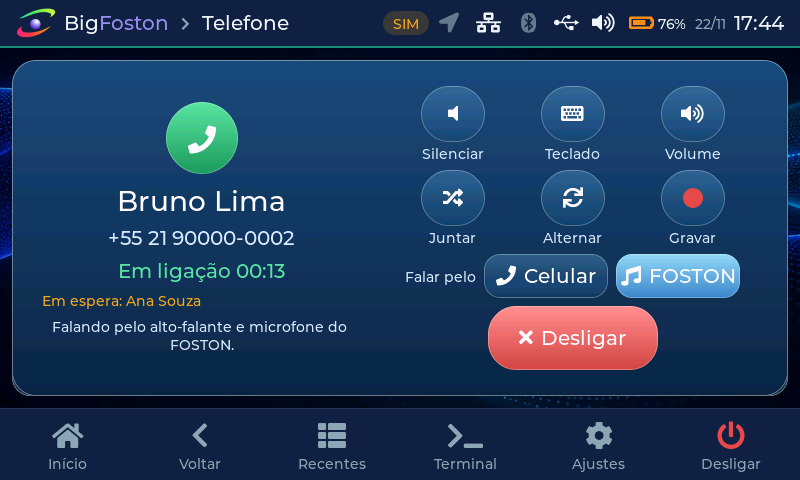 BigFoston > Telefone
SIM
76% 22/11 17:44
Bruno Lima
+55 21 90000-0002
Em ligação 00:13
Em espera: Ana Souza
Falando pelo alto-falante e microfone do
FOSTON.
Silenciar Teclado Volume
Juntar Alternar Gravar
Falar pelo Celular FOSTON
Desligar
Início Voltar Recentes Terminal Ajustes Desligar